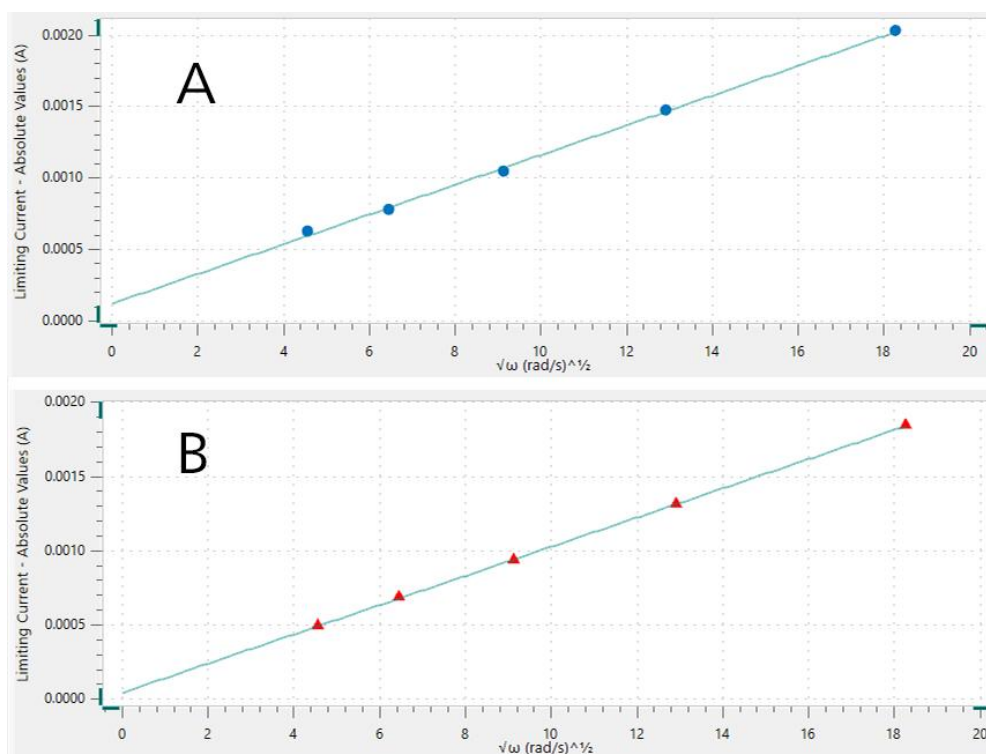 A
Limiting Current - Absolute Values (A)
0.0020
0.0015
0.0010
0.0005
0.0000
0 2 4 6 8 10 12 14 16 18 20
√ω (rad/s)^½
B
Limiting Current - Absolute Values (A)
0.0020
0.0015
0.0010
0.0005
0.0000
0 2 4 6 8 10 12 14 16 18 20
√ω (rad/s)^½